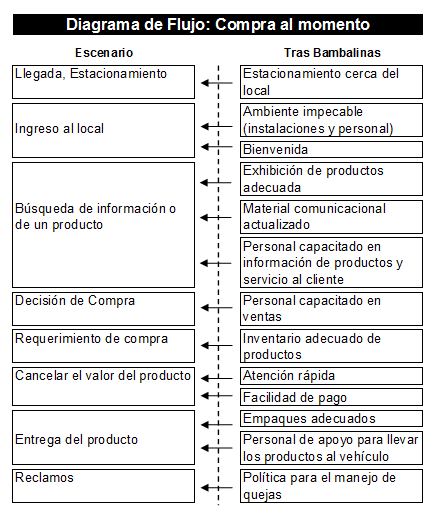 Diagrama de Flujo: Compra al momento
Escenario
Tras Bambalinas
Llegada, Estacionamiento
Estacionamiento cerca del
local
Ingreso al local
Ambiente impecable
(instalaciones y personal)
Bienvenida
Búsqueda de información o
de un producto
Exhibición de productos
adecuada
Material comunicacional
actualizado
Personal capacitado en
información de productos y
servicio al cliente
Decisión de Compra
Personal capacitado en
ventas
Requerimiento de compra
Inventario adecuado de
productos
Cancelar el valor del producto
Atención rápida
Facilidad de pago
Entrega del producto
Empaques adecuados
Personal de apoyo para llevar
los productos al vehículo
Reclamos
Política para el manejo de
quejas